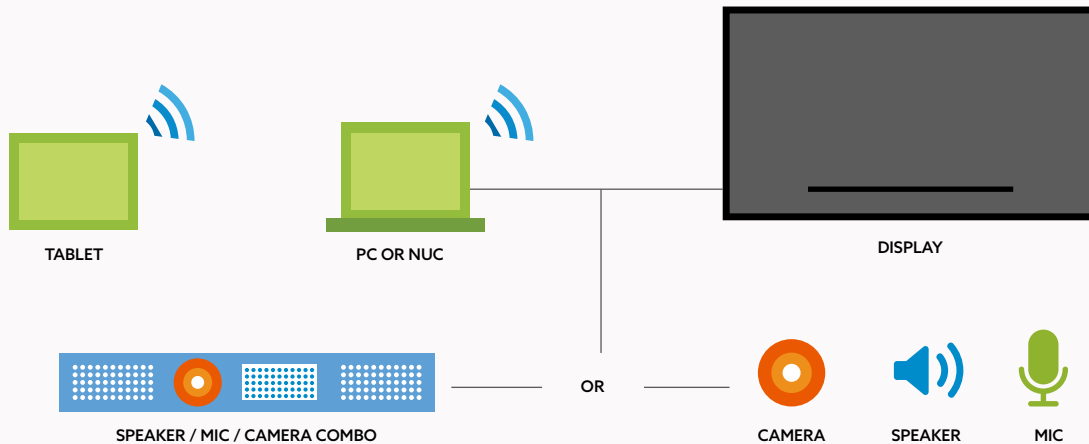 TABLET
PC OR NUC
DISPLAY
OR
SPEAKER / MIC / CAMERA COMBO
CAMERA
SPEAKER
MIC